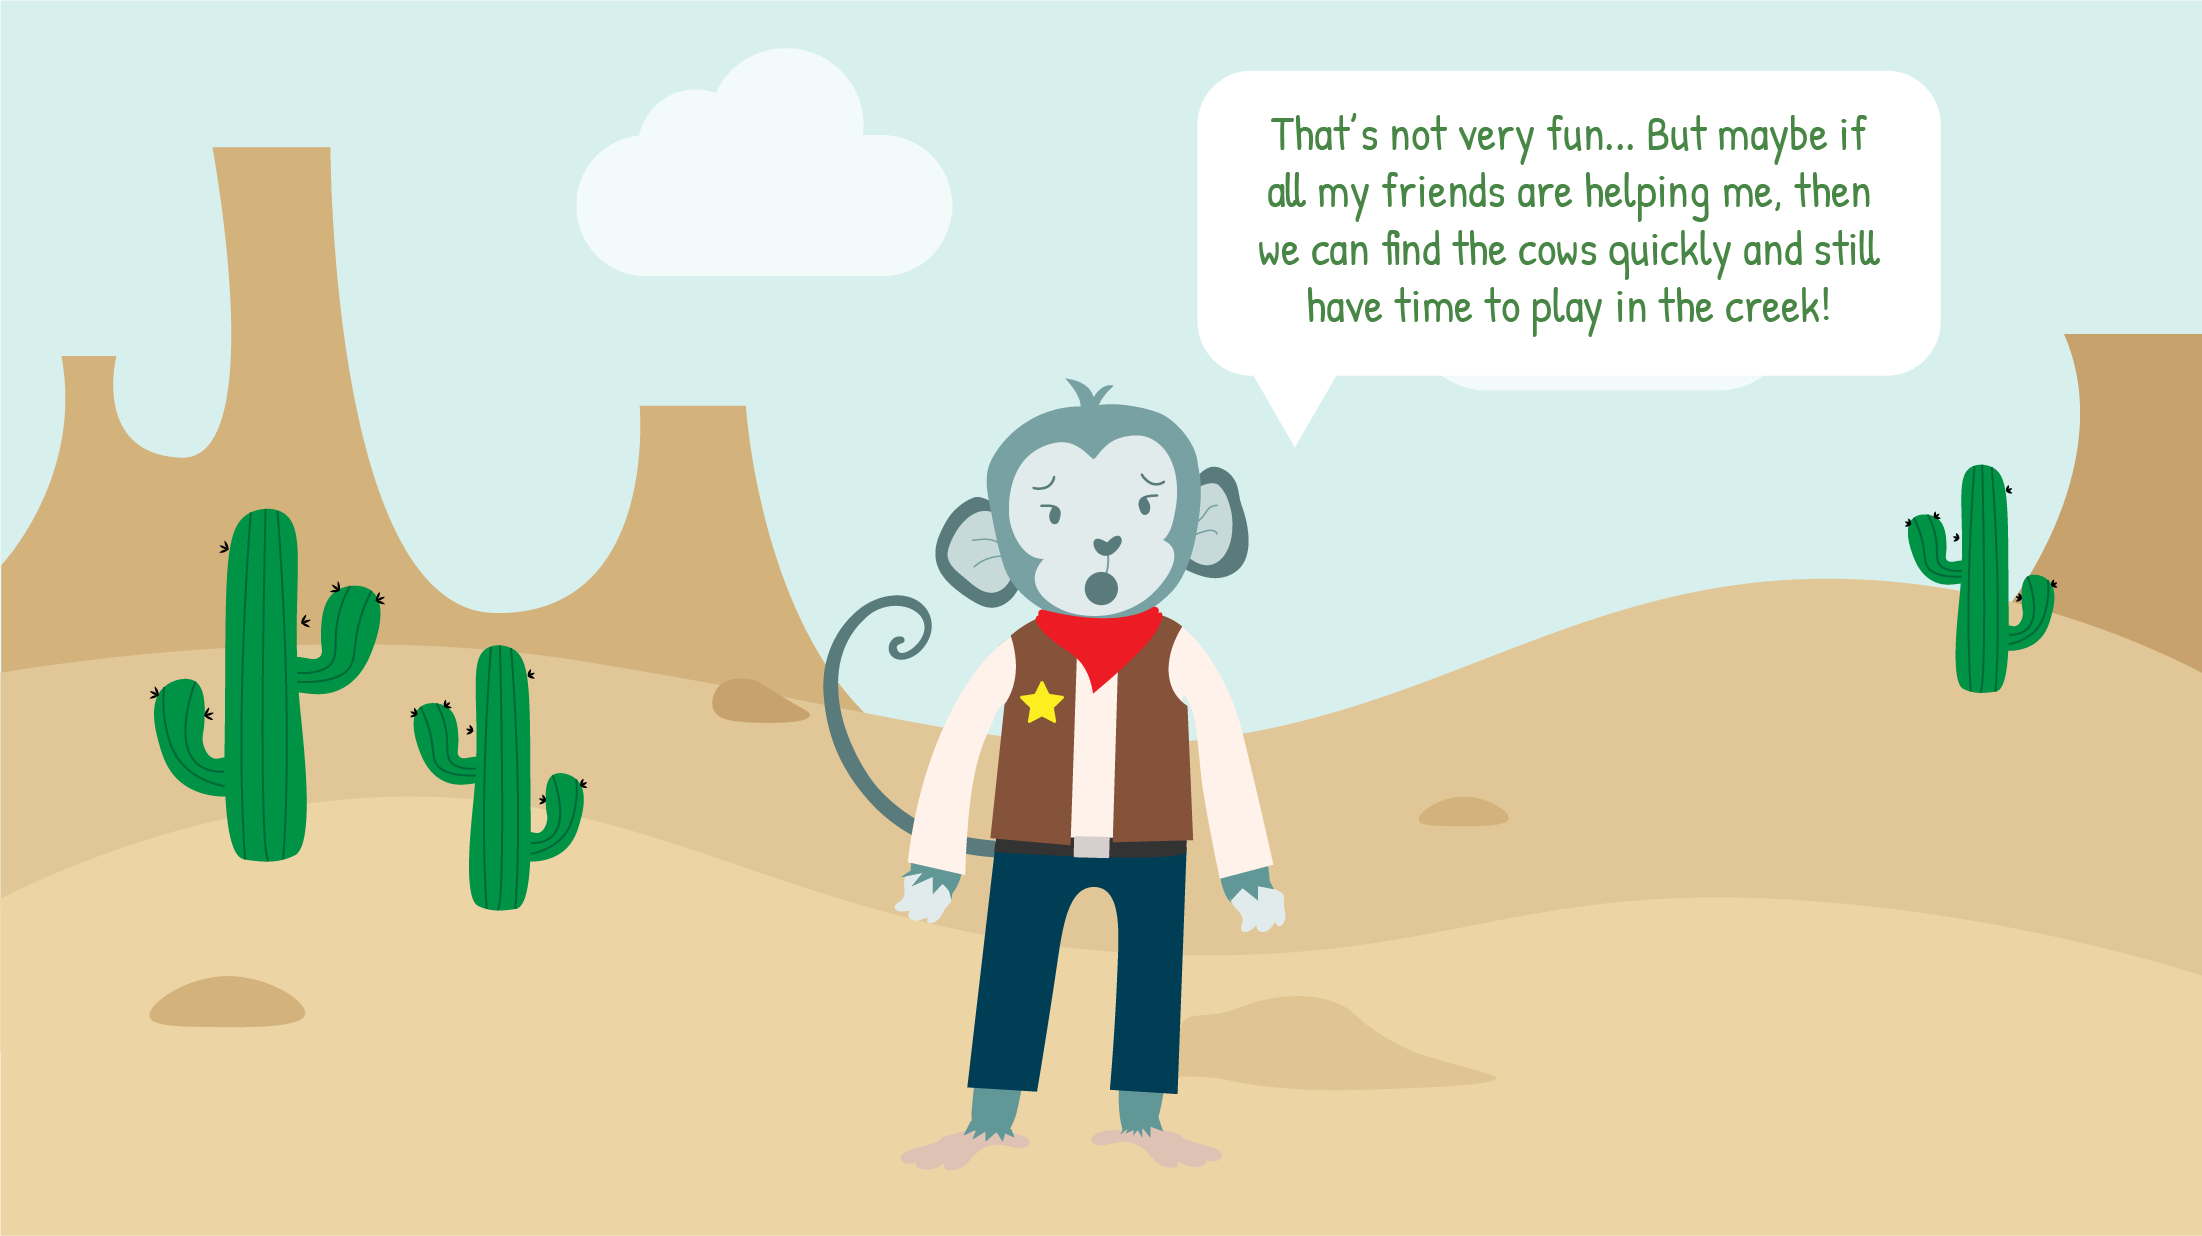 That's not very fun... But maybe if
all my friends are helping me, then
we can find the cows quickly and still
have time to play in the creek!